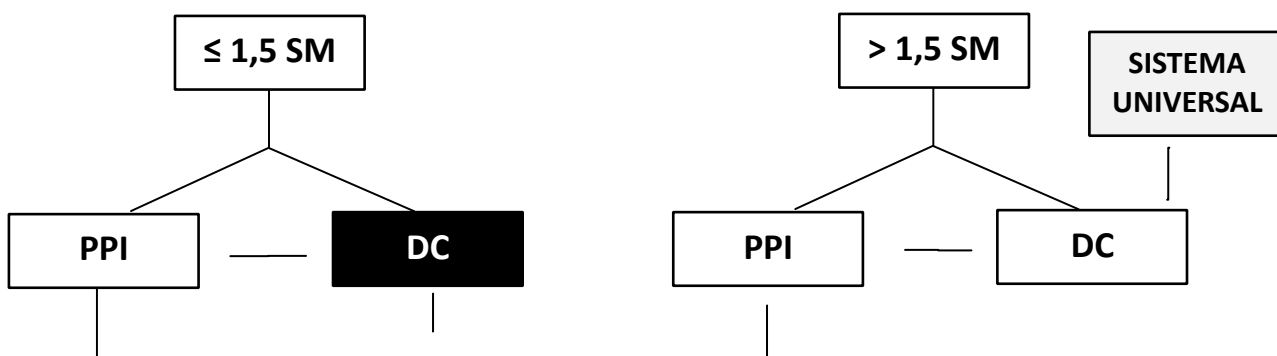 ≤ 1,5 SM
> 1,5 SM
SISTEMA
UNIVERSAL
PPI
DC
PPI
DC